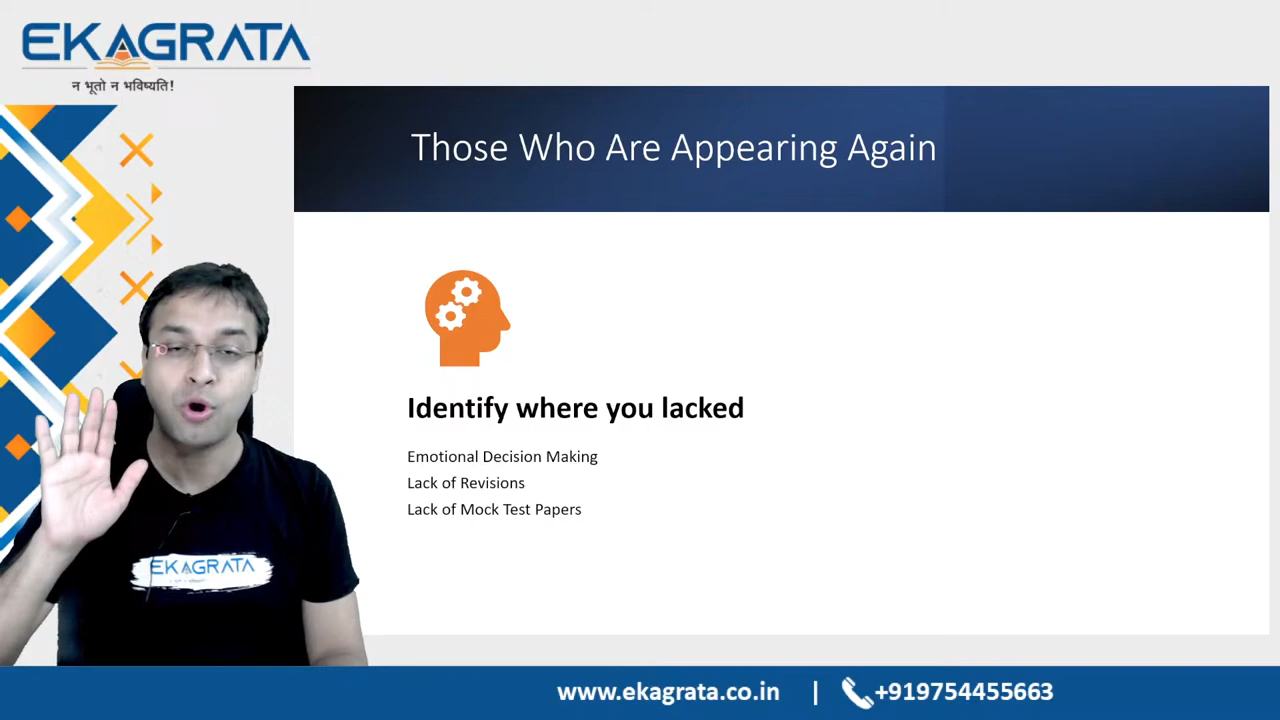 EKAGRATA
न भूतो न भविष्यति!
Those Who Are Appearing Again
Identify where you lacked
Emotional Decision Making
Lack of Revisions
Lack of Mock Test Papers
EKAGRATA
www.ekagrata.co.in | +919754455663